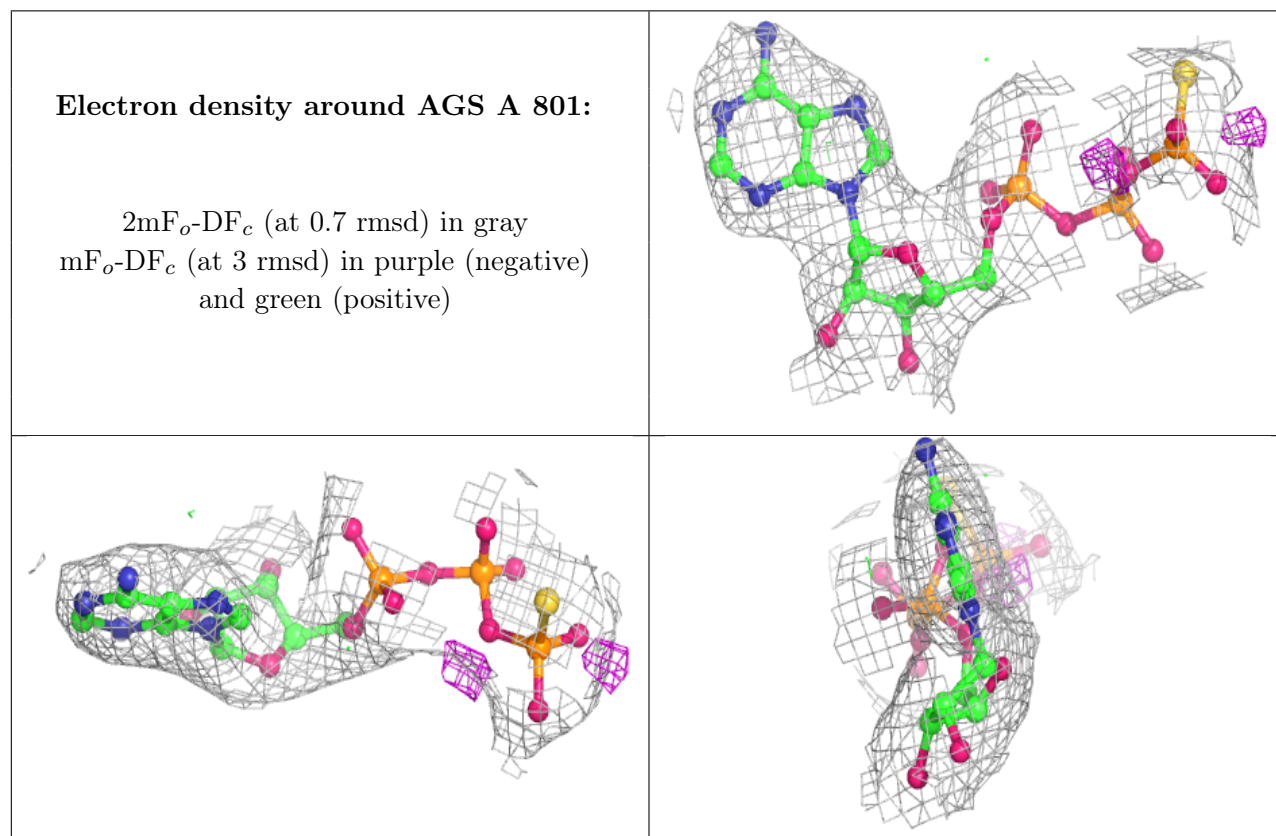 Electron density around AGS A 801:
2mFo-DFc (at 0.7 rmsd) in gray
mFo-DFc (at 3 rmsd) in purple (negative)
and green (positive)